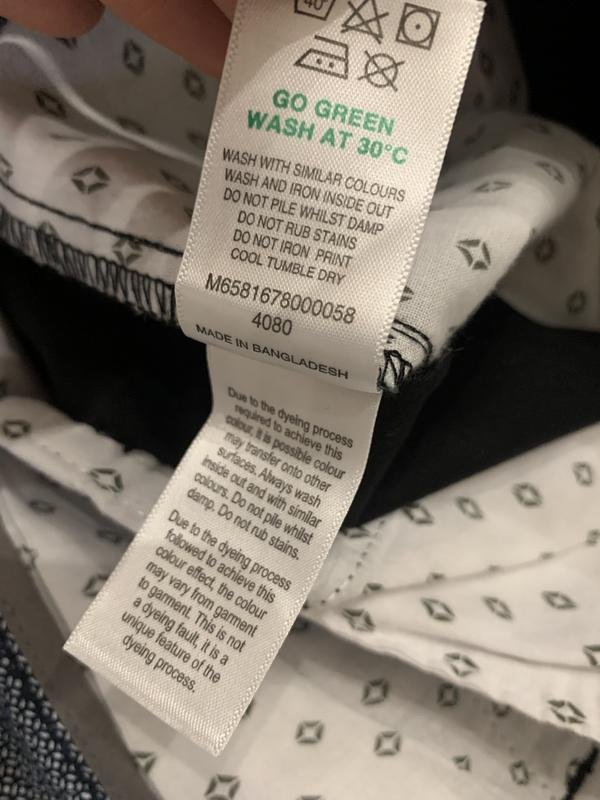 40°
GO GREEN
WASH AT 30°C
WASH WITH SIMILAR COLOURS
WASH AND IRON INSIDE OUT
DO NOT PILE WHILST DAMP
DO NOT RUB STAINS
DO NOT IRON PRINT
COOL TUMBLE DRY
M6581678000058
4080
MADE IN BANGLADESH
Due to the dyeing process
required to achieve this
colour, it is possible colour
may transfer onto other
surfaces. Always wash
inside out and with similar
colours. Do not pile whilst
damp. Do not rub stains.
Due to the dyeing process
followed to achieve this
colour effect, the colour
may vary from garment
to garment. This is not
a dyeing fault, it is a
unique feature of the
dyeing process.